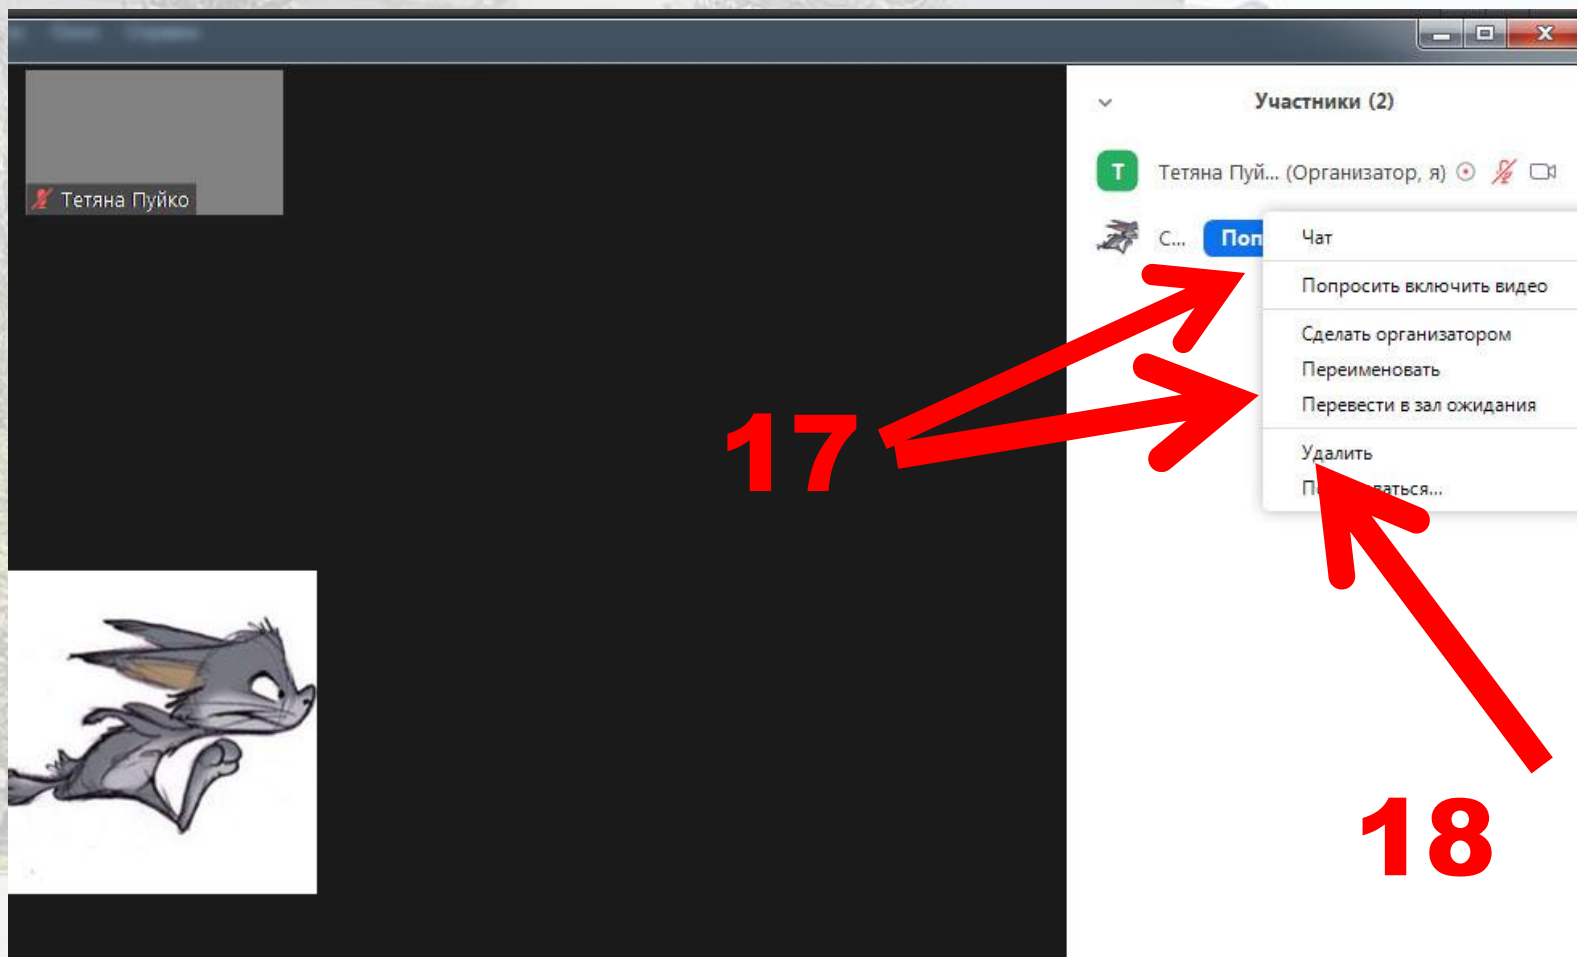 Участники (2)
T
Тетяна Пуй... (Организатор, я)
С...
Поп
Чат
Попросить включить видео
Сделать организатором
Переименовать
Перевести в зал ожидания
Удалить
Тетяна Пуйко
17
18